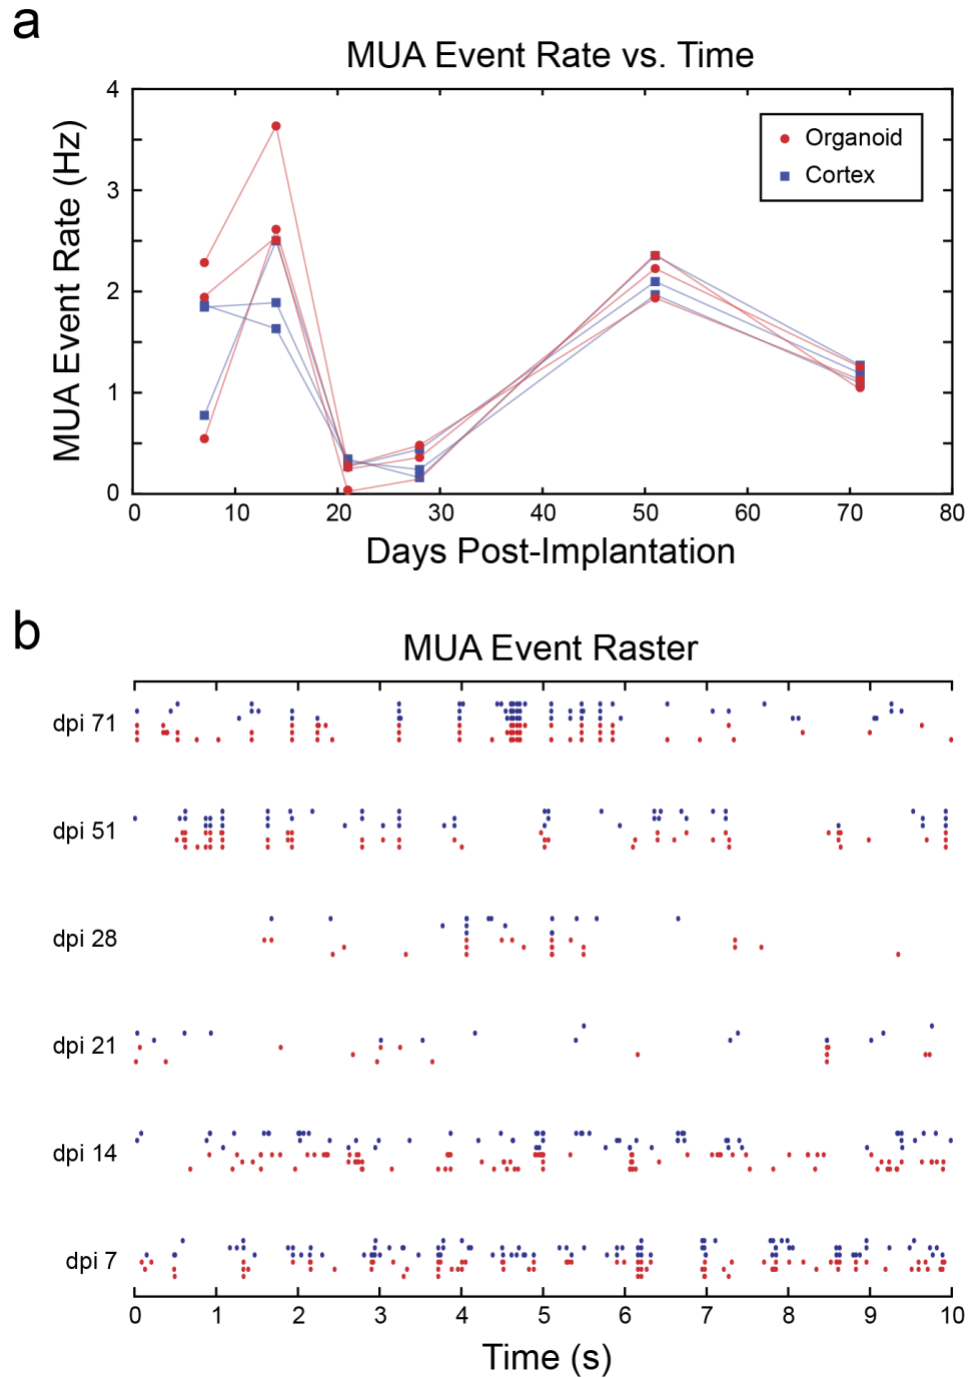 a
MUA Event Rate vs. Time
MUA Event Rate (Hz)
4
3
2
1
0
Organoid
Cortex
10 20 30 40 50 60 70 80
Days Post-Implantation
b
MUA Event Raster
dpi 71
dpi 51
dpi 28
dpi 21
dpi 14
dpi 7
0 1 2 3 4 5 6 7 8 9 10
Time (s)